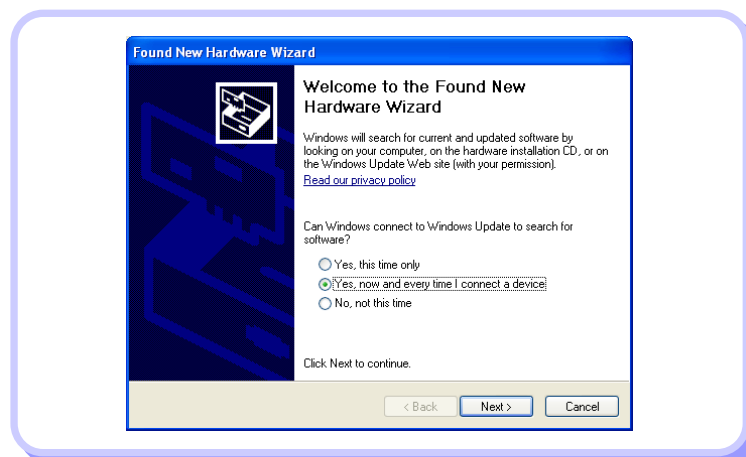 Found New Hardware Wizard
Welcome to the Found New
Hardware Wizard
Windows will search for current and updated software by
looking on your computer, on the hardware installation CD, or on
the Windows Update Web site (with your permission).
Read our privacy policy
Can Windows connect to Windows Update to search for
software?
Yes, this time only
Yes, now and every time I connect a device
No, not this time
Click Next to continue.
< Back
Next >
Cancel